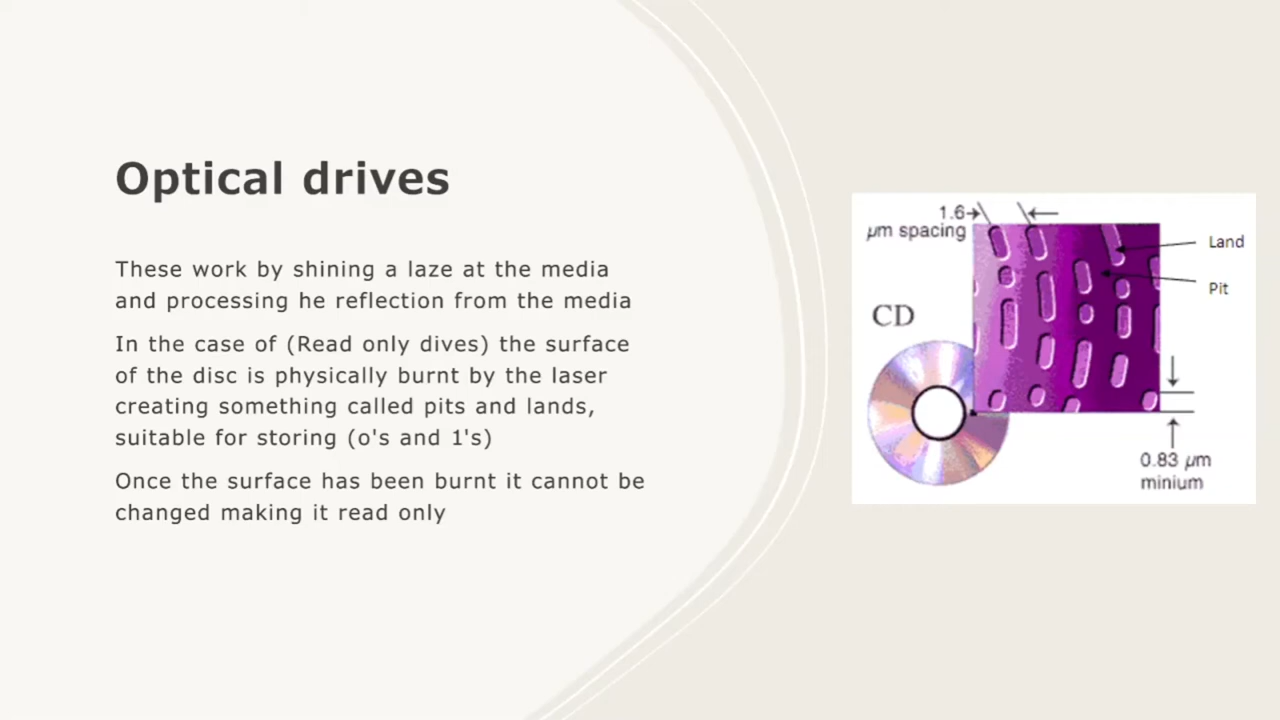 Optical drives
These work by shining a laze at the media
and processing he reflection from the media
In the case of (Read only dives) the surface
of the disc is physically burnt by the laser
creating something called pits and lands,
suitable for storing (o's and 1's)
Once the surface has been burnt it cannot be
changed making it read only
1.6
µm spacing
Land
Pit
CD
0.83 µm
minium